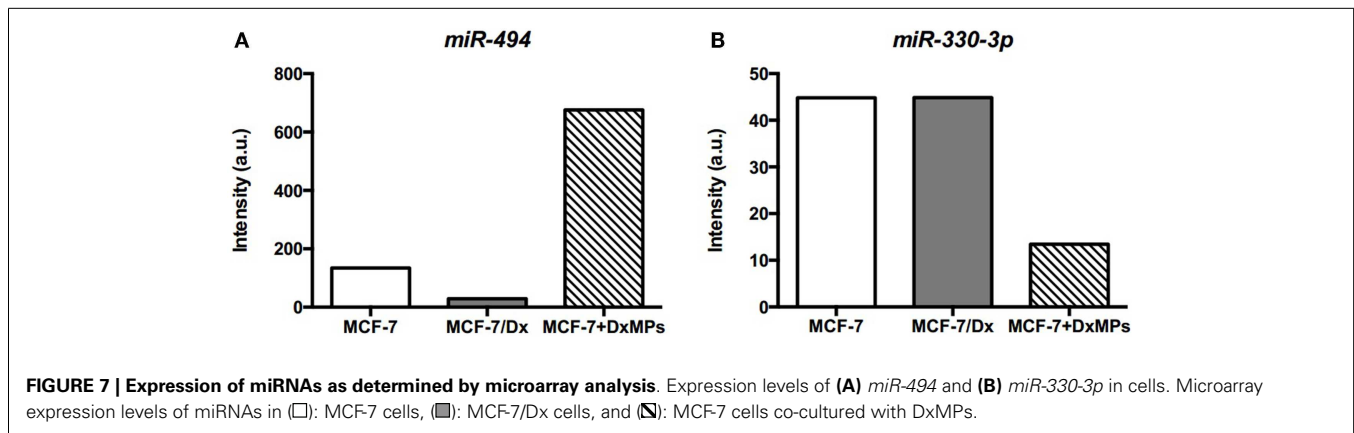 A
miR-494
Intensity (a.u.)
800
600
400
200
0
MCF-7
MCF-7/Dx
MCF-7+DxMPs
B
miR-330-3p
Intensity (a.u.)
50
40
30
20
10
0
MCF-7
MCF-7/Dx
MCF-7+DxMPs
FIGURE 7 | Expression of miRNAs as determined by microarray analysis. Expression levels of (A) miR-494 and (B) miR-330-3p in cells. Microarray
expression levels of miRNAs in (□): MCF-7 cells, (■): MCF-7/Dx cells, and (▧): MCF-7 cells co-cultured with DxMPs.